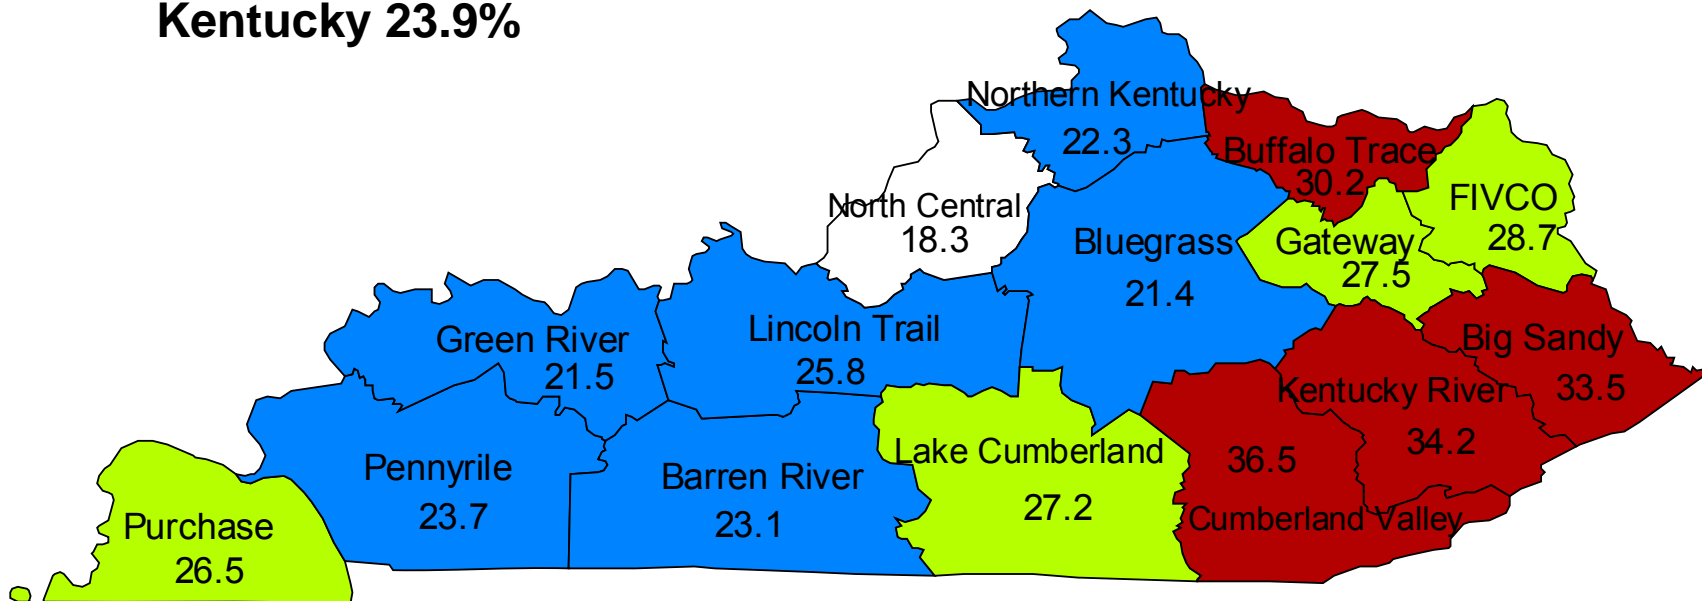 Kentucky 23.9%
Northern Kentucky
22.3
Buffalo Trace
30.2
FIVCO
28.7
North Central
18.3
Bluegrass
21.4
Gateway
27.5
Green River
21.5
Lincoln Trail
25.8
Big Sandy
33.5
Kentucky River
34.2
Lake Cumberland
27.2
36.5
Cumberland Valley
Pennyrile
23.7
Barren River
23.1
Purchase
26.5